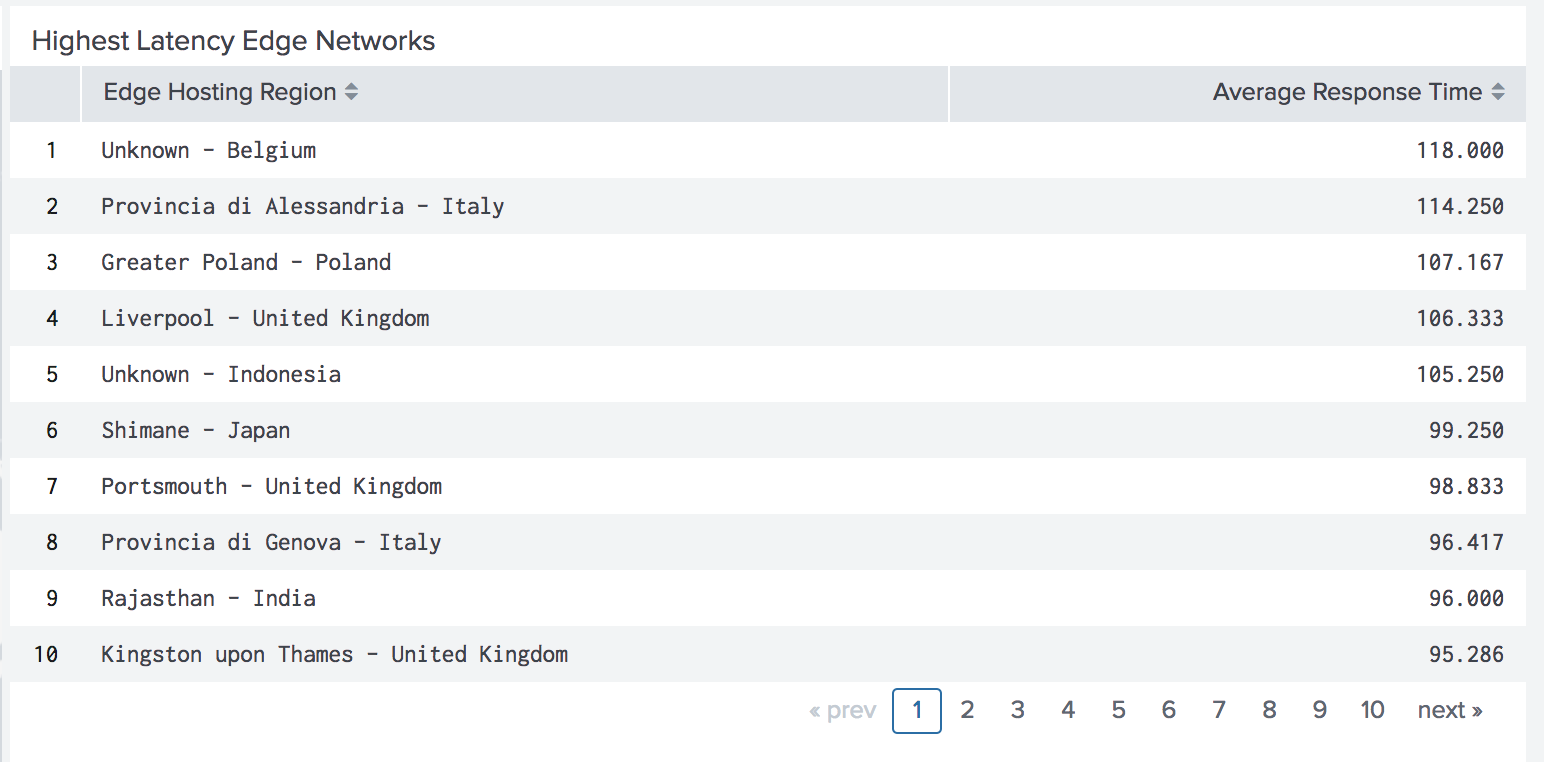 Highest Latency Edge Networks
Edge Hosting Region Average Response Time
1 Unknown - Belgium 118.000
2 Provincia di Alessandria - Italy 114.250
3 Greater Poland - Poland 107.167
4 Liverpool - United Kingdom 106.333
5 Unknown - Indonesia 105.250
6 Shimane - Japan 99.250
7 Portsmouth - United Kingdom 98.833
8 Provincia di Genova - Italy 96.417
9 Rajasthan - India 96.000
10 Kingston upon Thames - United Kingdom 95.286
« prev 1 2 3 4 5 6 7 8 9 10 next »